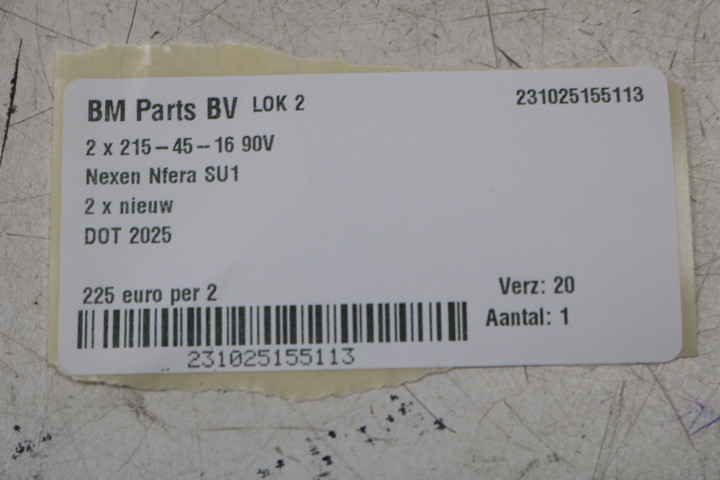 BM Parts BV LOK 2 231025155113
2 x 215-45--16 90V
Nexen Nfera SU1
2 x nieuw
DOT 2025
225 euro per 2
Verz: 20
Aantal: 1
231025155113